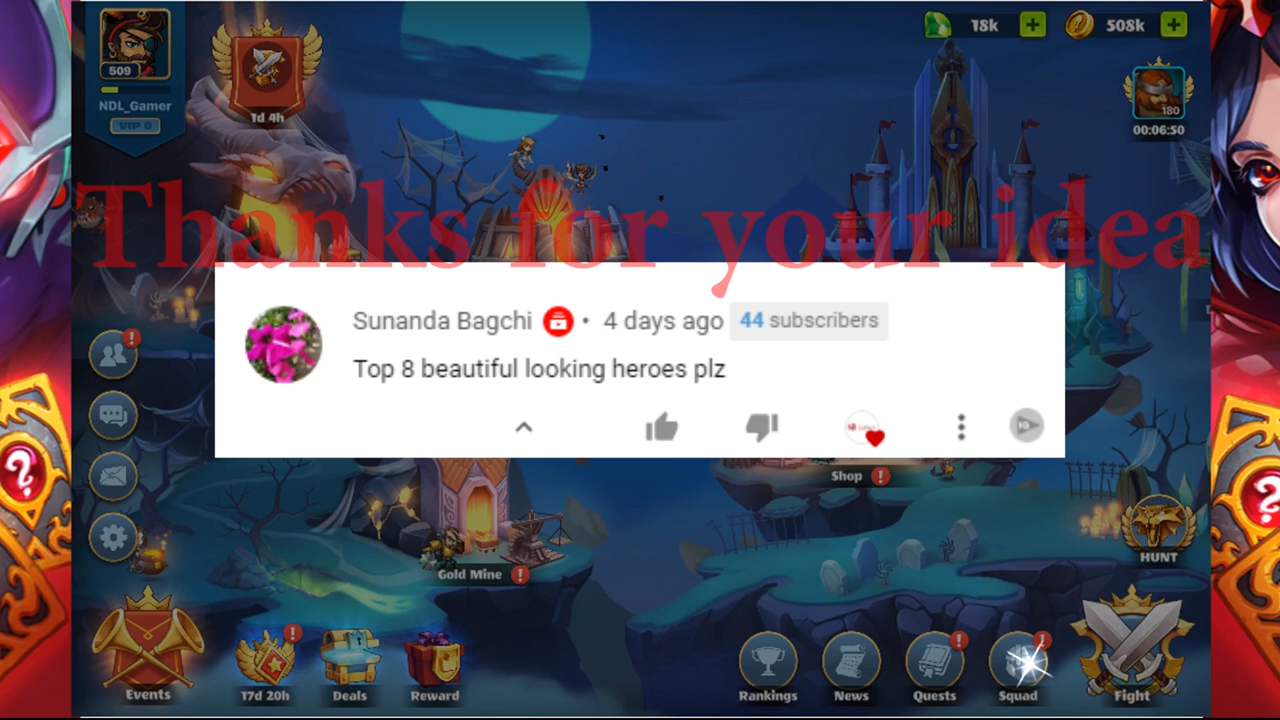 18k
508k
509
NDL_Gamer
VIP 0
1d 4h
180
00:06:50
Thanks for your idea
Sunanda Bagchi • 4 days ago 44 subscribers
Top 8 beautiful looking heroes plz
Shop
Gold Mine
HUNT
Events
17d 20h
Deals
Reward
Rankings
News
Quests
Squad
Fight